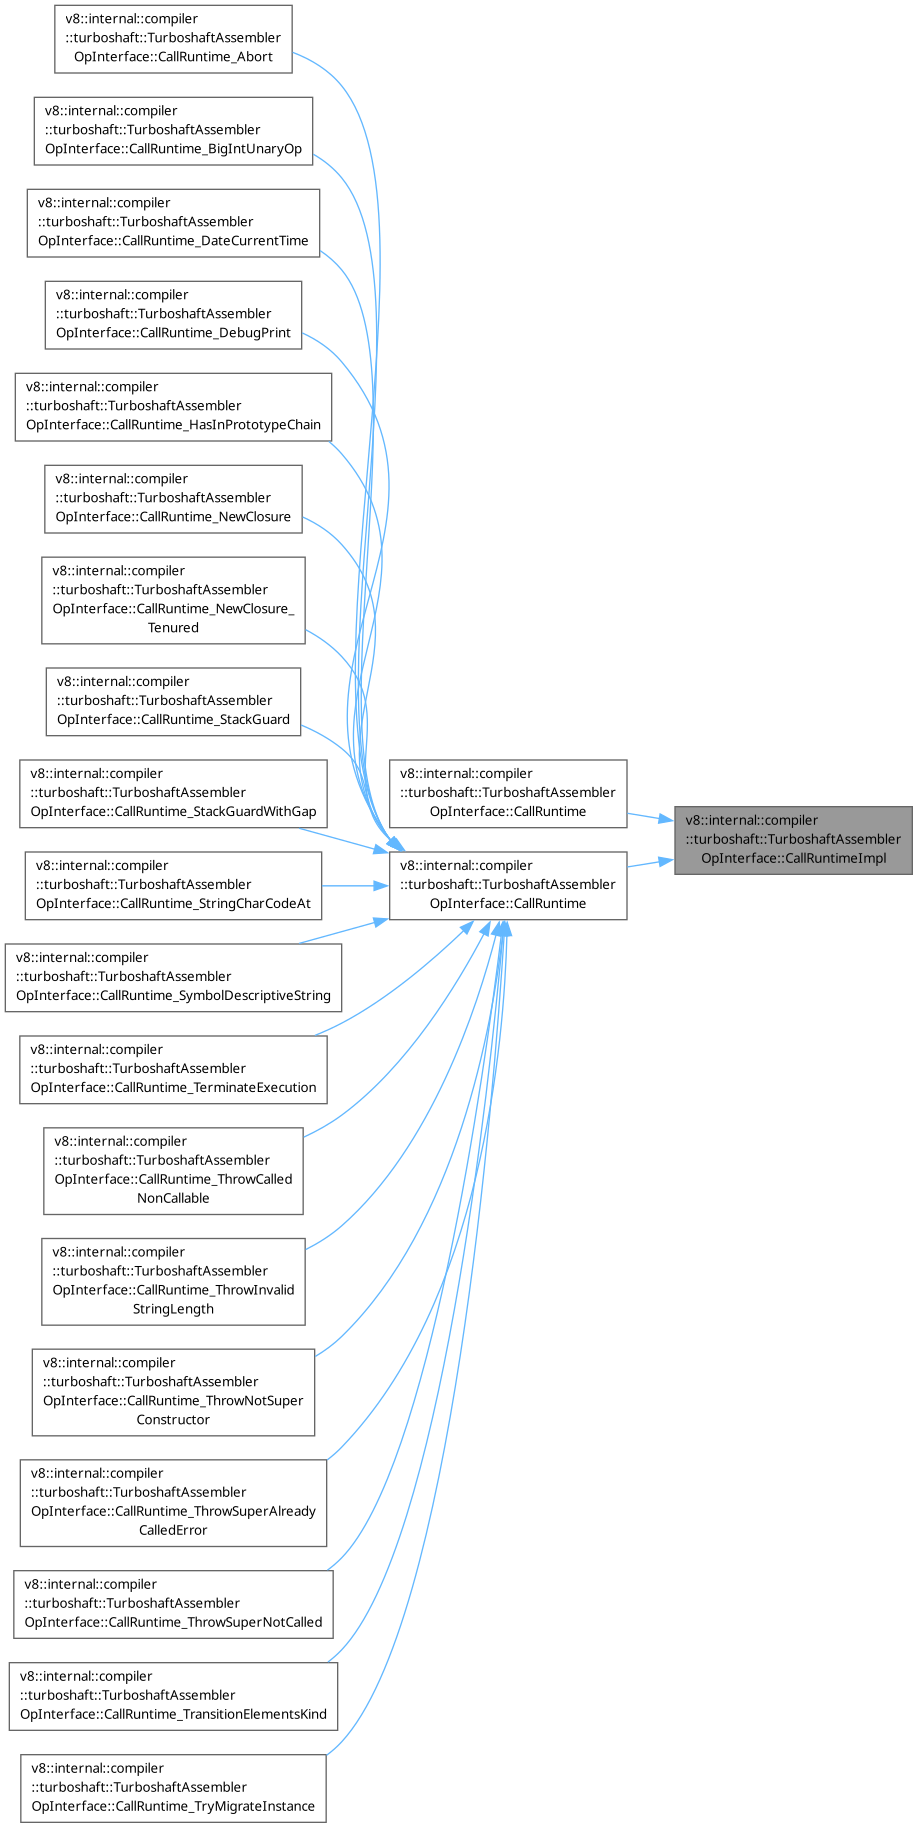 v8::internal::compiler
::turboshaft::TurboshaftAssembler
OpInterface::CallRuntime_Abort
v8::internal::compiler
::turboshaft::TurboshaftAssembler
OpInterface::CallRuntime_BigIntUnaryOp
v8::internal::compiler
::turboshaft::TurboshaftAssembler
OpInterface::CallRuntime_DateCurrentTime
v8::internal::compiler
::turboshaft::TurboshaftAssembler
OpInterface::CallRuntime_DebugPrint
v8::internal::compiler
::turboshaft::TurboshaftAssembler
OpInterface::CallRuntime_HasInPrototypeChain
v8::internal::compiler
::turboshaft::TurboshaftAssembler
OpInterface::CallRuntime_NewClosure
v8::internal::compiler
::turboshaft::TurboshaftAssembler
OpInterface::CallRuntime_NewClosure_
Tenured
v8::internal::compiler
::turboshaft::TurboshaftAssembler
OpInterface::CallRuntime_StackGuard
v8::internal::compiler
::turboshaft::TurboshaftAssembler
OpInterface::CallRuntime_StackGuardWithGap
v8::internal::compiler
::turboshaft::TurboshaftAssembler
OpInterface::CallRuntime
v8::internal::compiler
::turboshaft::TurboshaftAssembler
OpInterface::CallRuntimeImpl
v8::internal::compiler
::turboshaft::TurboshaftAssembler
OpInterface::CallRuntime_StringCharCodeAt
v8::internal::compiler
::turboshaft::TurboshaftAssembler
OpInterface::CallRuntime
v8::internal::compiler
::turboshaft::TurboshaftAssembler
OpInterface::CallRuntime_SymbolDescriptiveString
v8::internal::compiler
::turboshaft::TurboshaftAssembler
OpInterface::CallRuntime_TerminateExecution
v8::internal::compiler
::turboshaft::TurboshaftAssembler
OpInterface::CallRuntime_ThrowCalled
NonCallable
v8::internal::compiler
::turboshaft::TurboshaftAssembler
OpInterface::CallRuntime_ThrowInvalid
StringLength
v8::internal::compiler
::turboshaft::TurboshaftAssembler
OpInterface::CallRuntime_ThrowNotSuper
Constructor
v8::internal::compiler
::turboshaft::TurboshaftAssembler
OpInterface::CallRuntime_ThrowSuperAlready
CalledError
v8::internal::compiler
::turboshaft::TurboshaftAssembler
OpInterface::CallRuntime_ThrowSuperNotCalled
v8::internal::compiler
::turboshaft::TurboshaftAssembler
OpInterface::CallRuntime_TransitionElementsKind
v8::internal::compiler
::turboshaft::TurboshaftAssembler
OpInterface::CallRuntime_TryMigrateInstance